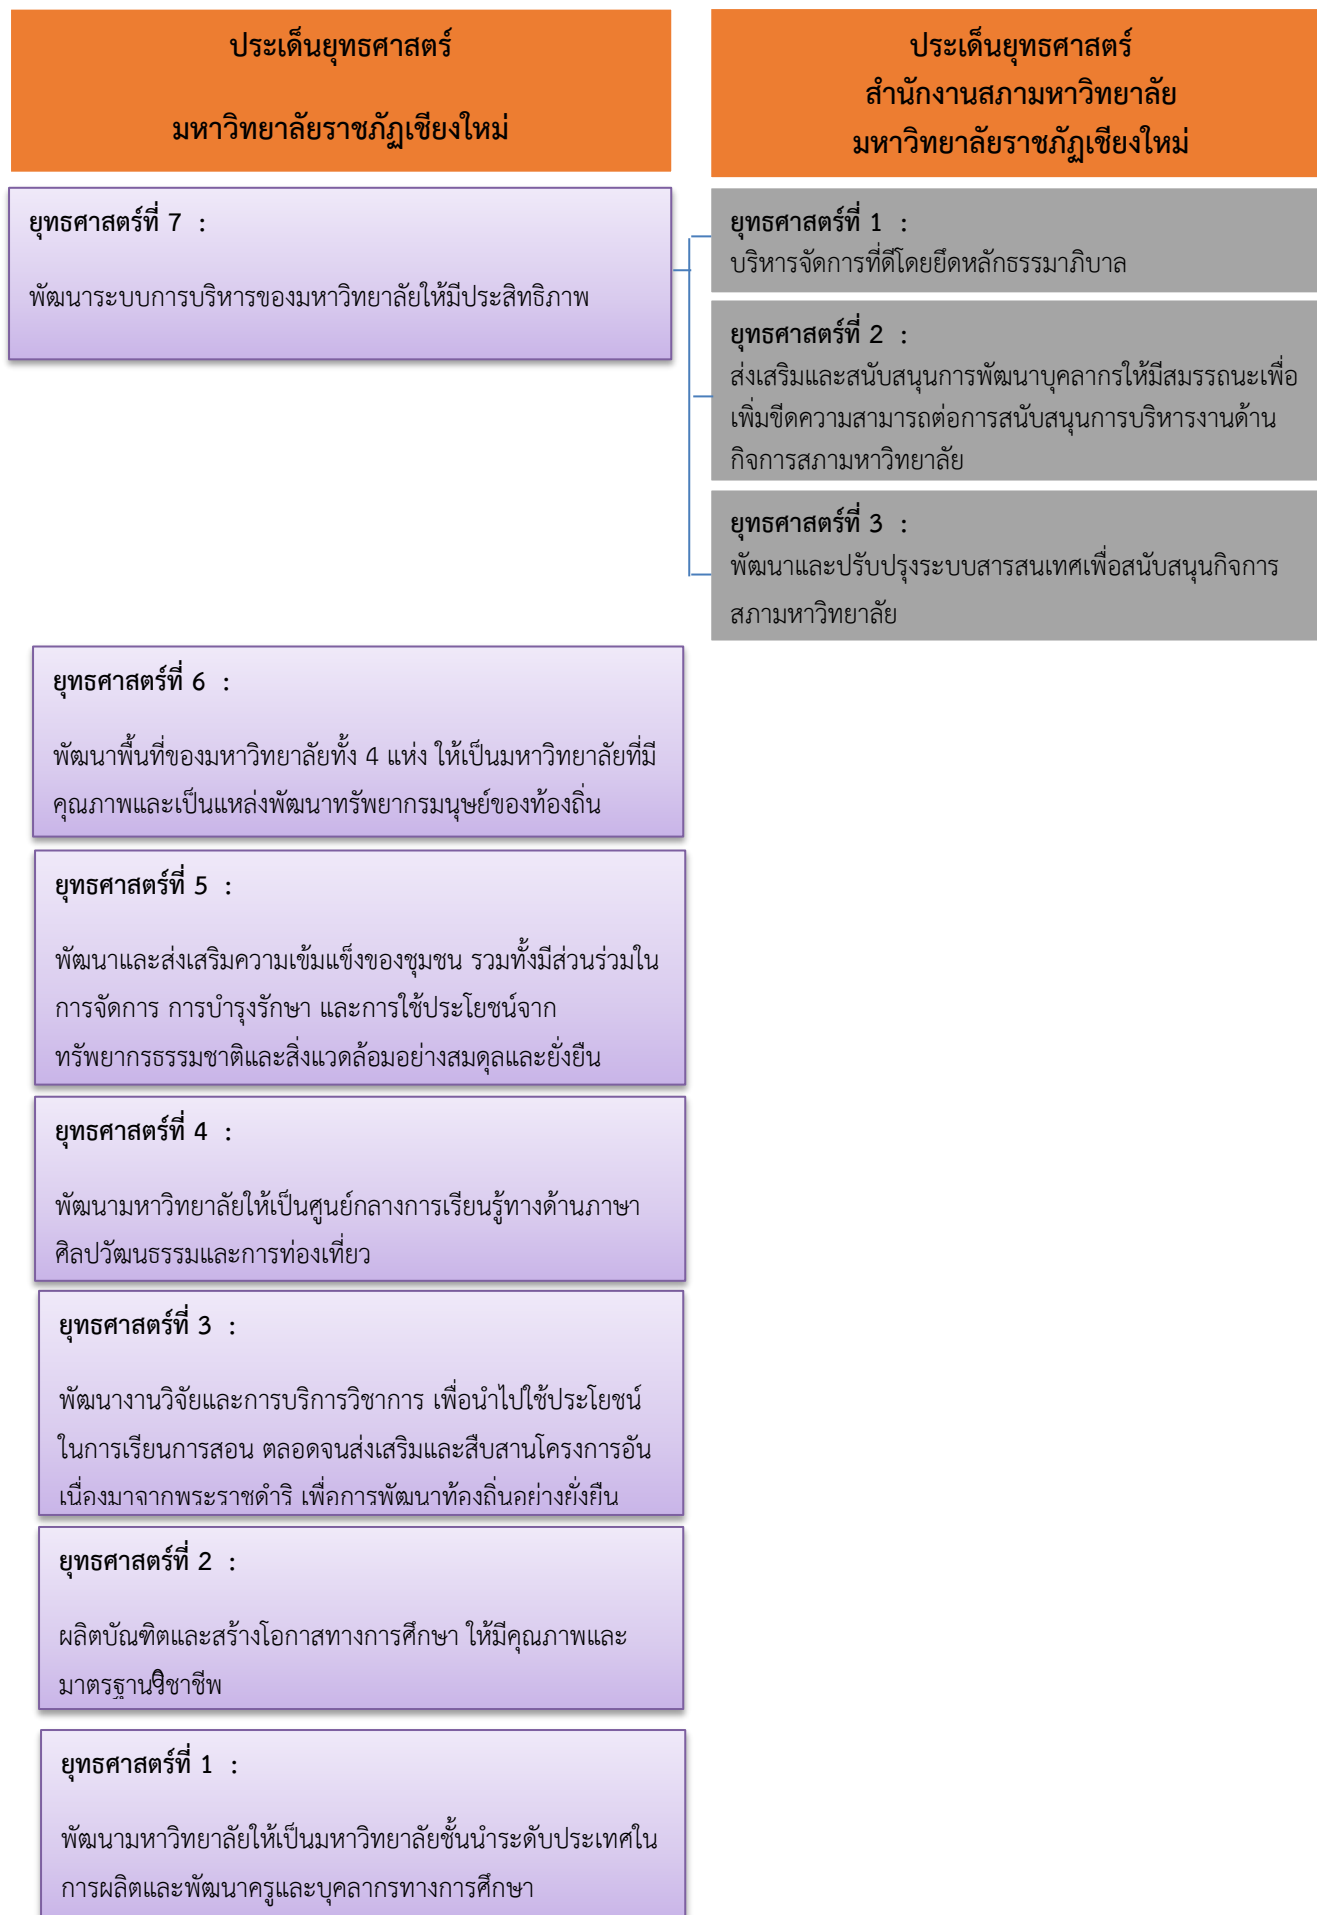 ประเด็นยุทธศาสตร์
มหาวิทยาลัยราชภัฏเชียงใหม่
ประเด็นยุทธศาสตร์
สำนักงานสภามหาวิทยาลัย
มหาวิทยาลัยราชภัฏเชียงใหม่
ยุทธศาสตร์ที่ 7 :
พัฒนาระบบการบริหารของมหาวิทยาลัยให้มีประสิทธิภาพ
ยุทธศาสตร์ที่ 1 :
บริหารจัดการที่ดีโดยยึดหลักธรรมาภิบาล
ยุทธศาสตร์ที่ 2 :
ส่งเสริมและสนับสนุนการพัฒนาบุคลากรให้มีสมรรถนะเพื่อ
เพิ่มขีดความสามารถต่อการสนับสนุนการบริหารงานด้าน
กิจการสภามหาวิทยาลัย
ยุทธศาสตร์ที่ 3 :
พัฒนาและปรับปรุงระบบสารสนเทศเพื่อสนับสนุนกิจการ
สภามหาวิทยาลัย
ยุทธศาสตร์ที่ 6 :
พัฒนาพื้นที่ของมหาวิทยาลัยทั้ง 4 แห่ง ให้เป็นมหาวิทยาลัยที่มี
คุณภาพและเป็นแหล่งพัฒนาทรัพยากรมนุษย์ของท้องถิ่น
ยุทธศาสตร์ที่ 5 :
พัฒนาและส่งเสริมความเข้มแข็งของชุมชน รวมทั้งมีส่วนร่วมใน
การจัดการ การบำรุงรักษา และการใช้ประโยชน์จาก
ทรัพยากรธรรมชาติและสิ่งแวดล้อมอย่างสมดุลและยั่งยืน
ยุทธศาสตร์ที่ 4 :
พัฒนามหาวิทยาลัยให้เป็นศูนย์กลางการเรียนรู้ทางด้านภาษา
ศิลปวัฒนธรรมและการท่องเที่ยว
ยุทธศาสตร์ที่ 3 :
พัฒนางานวิจัยและการบริการวิชาการ เพื่อนำไปใช้ประโยชน์
ในการเรียนการสอน ตลอดจนส่งเสริมและสืบสานโครงการอัน
เนื่องมาจากพระราชดำริ เพื่อการพัฒนาท้องถิ่นอย่างยั่งยืน
ยุทธศาสตร์ที่ 2 :
ผลิตบัณฑิตและสร้างโอกาสทางการศึกษา ให้มีคุณภาพและ
มาตรฐานวิชาชีพ
ยุทธศาสตร์ที่ 1 :
พัฒนามหาวิทยาลัยให้เป็นมหาวิทยาลัยชั้นนำระดับประเทศใน
การผลิตและพัฒนาครูและบุคลากรทางการศึกษา